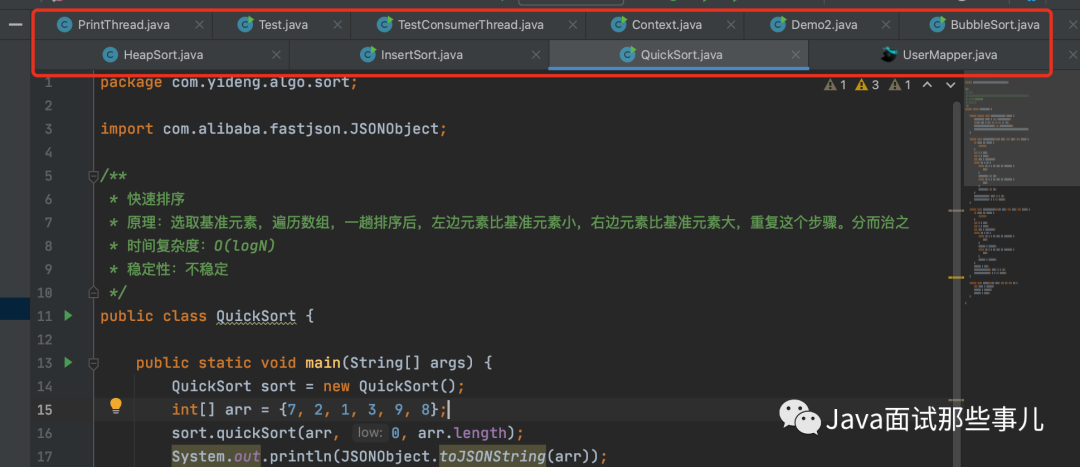 PrintThread.java Test.java TestConsumerThread.java Context.java Demo2.java BubbleSort.java
HeapSort.java InsertSort.java QuickSort.java UserMapper.java
1 package com.yideng.algo.sort; 1 3 1
2
3 import com.alibaba.fastjson.JSONObject;
4
5 /**
6 * 快速排序
7 * 原理：选取基准元素，遍历数组，一趟排序后，左边元素比基准元素小，右边元素比基准元素大，重复这个步骤。分而治之
8 * 时间复杂度：O(logN)
9 * 稳定性：不稳定
10 */
11 public class QuickSort {
12
13 public static void main(String[] args) {
14 QuickSort sort = new QuickSort();
15 int[] arr = {7, 2, 1, 3, 9, 8};
16 sort.quickSort(arr, low: 0, arr.length);
17 System.out.println(JSONObject.toJSONString(arr));
Java面试那些事儿